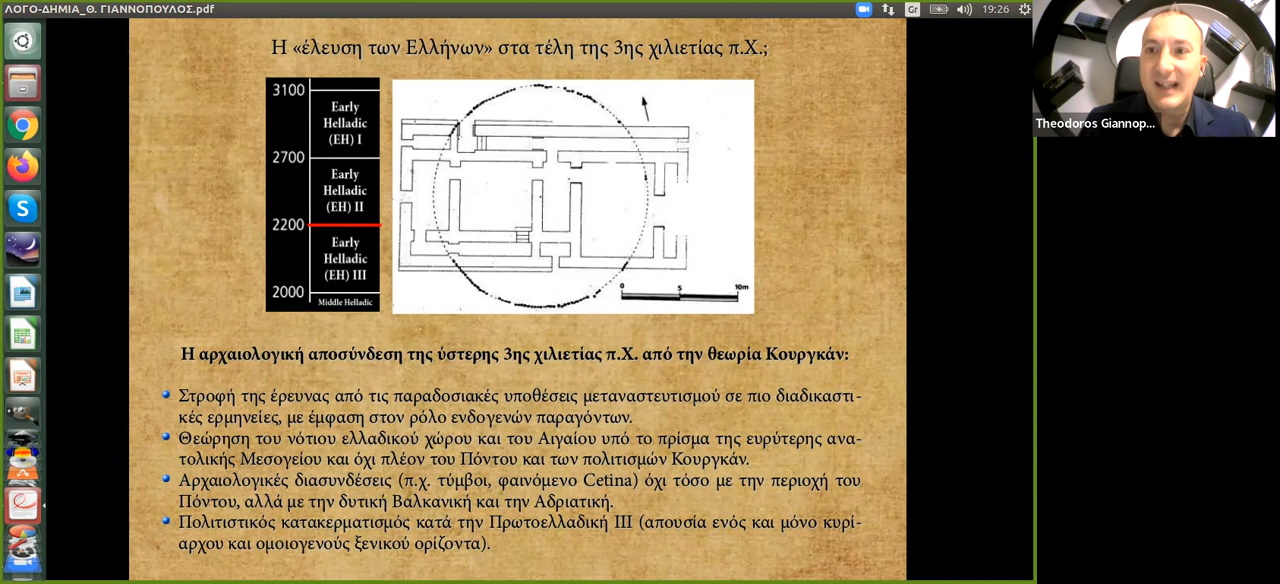 ΛΟΓΟ-ΔΗΜΙΑ_Θ. ΓΙΑΝΝΟΠΟΥΛΟΣ.pdf
Gr
19:26
Theodoros Giannop...
Η «έλευση των Ελλήνων» στα τέλη της 3ης χιλιετίας π.Χ.;
3100
Early
Helladic
(EH) I
2700
Early
Helladic
(EH) II
2200
Early
Helladic
(EH) III
2000
Middle Helladic
0 5 10m
Η αρχαιολογική αποσύνδεση της ύστερης 3ης χιλιετίας π.Χ. από την θεωρία Κουργκάν:
Στροφή της έρευνας από τις παραδοσιακές υποθέσεις μεταναστευτισμού σε πιο διαδικαστι-
κές ερμηνείες, με έμφαση στον ρόλο ενδογενών παραγόντων.
Θεώρηση του νότιου ελλαδικού χώρου και του Αιγαίου υπό το πρίσμα της ευρύτερης ανα-
τολικής Μεσογείου και όχι πλέον του Πόντου και των πολιτισμών Κουργκάν.
Αρχαιολογικές διασυνδέσεις (π.χ. τύμβοι, φαινόμενο Cetina) όχι τόσο με την περιοχή του
Πόντου, αλλά με την δυτική Βαλκανική και την Αδριατική.
Πολιτιστικός κατακερματισμός κατά την Πρωτοελλαδική ΙΙΙ (απουσία ενός και μόνο κυρί-
αρχου και ομοιογενούς ξενικού ορίζοντα).